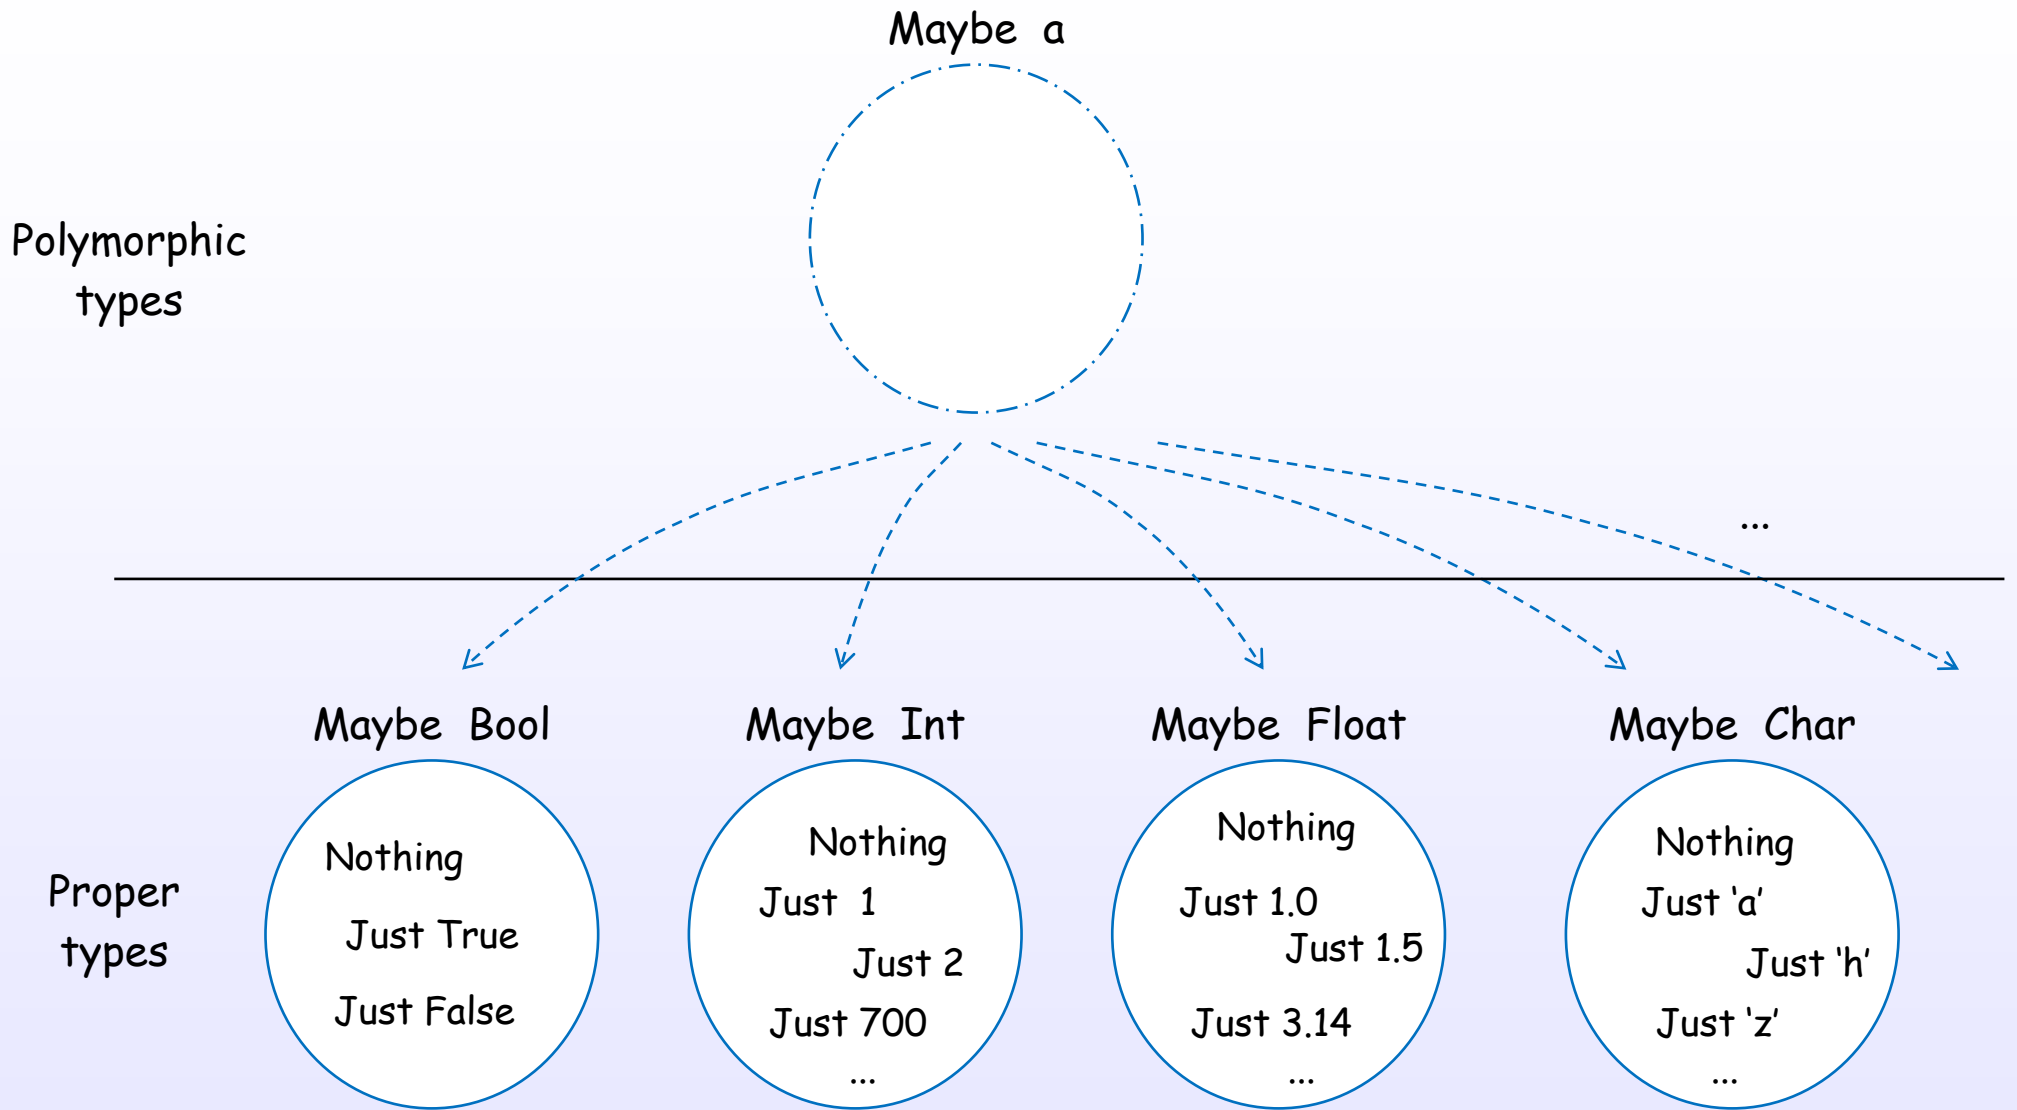 Maybe a
Polymorphic
types
...
Maybe Bool
Maybe Int
Maybe Float
Maybe Char
Proper
types
Nothing
Just True
Just False
Nothing
Just 1
Just 2
Just 700
...
Nothing
Just 1.0
Just 1.5
Just 3.14
...
Nothing
Just ‘a’
Just ‘h’
Just ‘z’
...